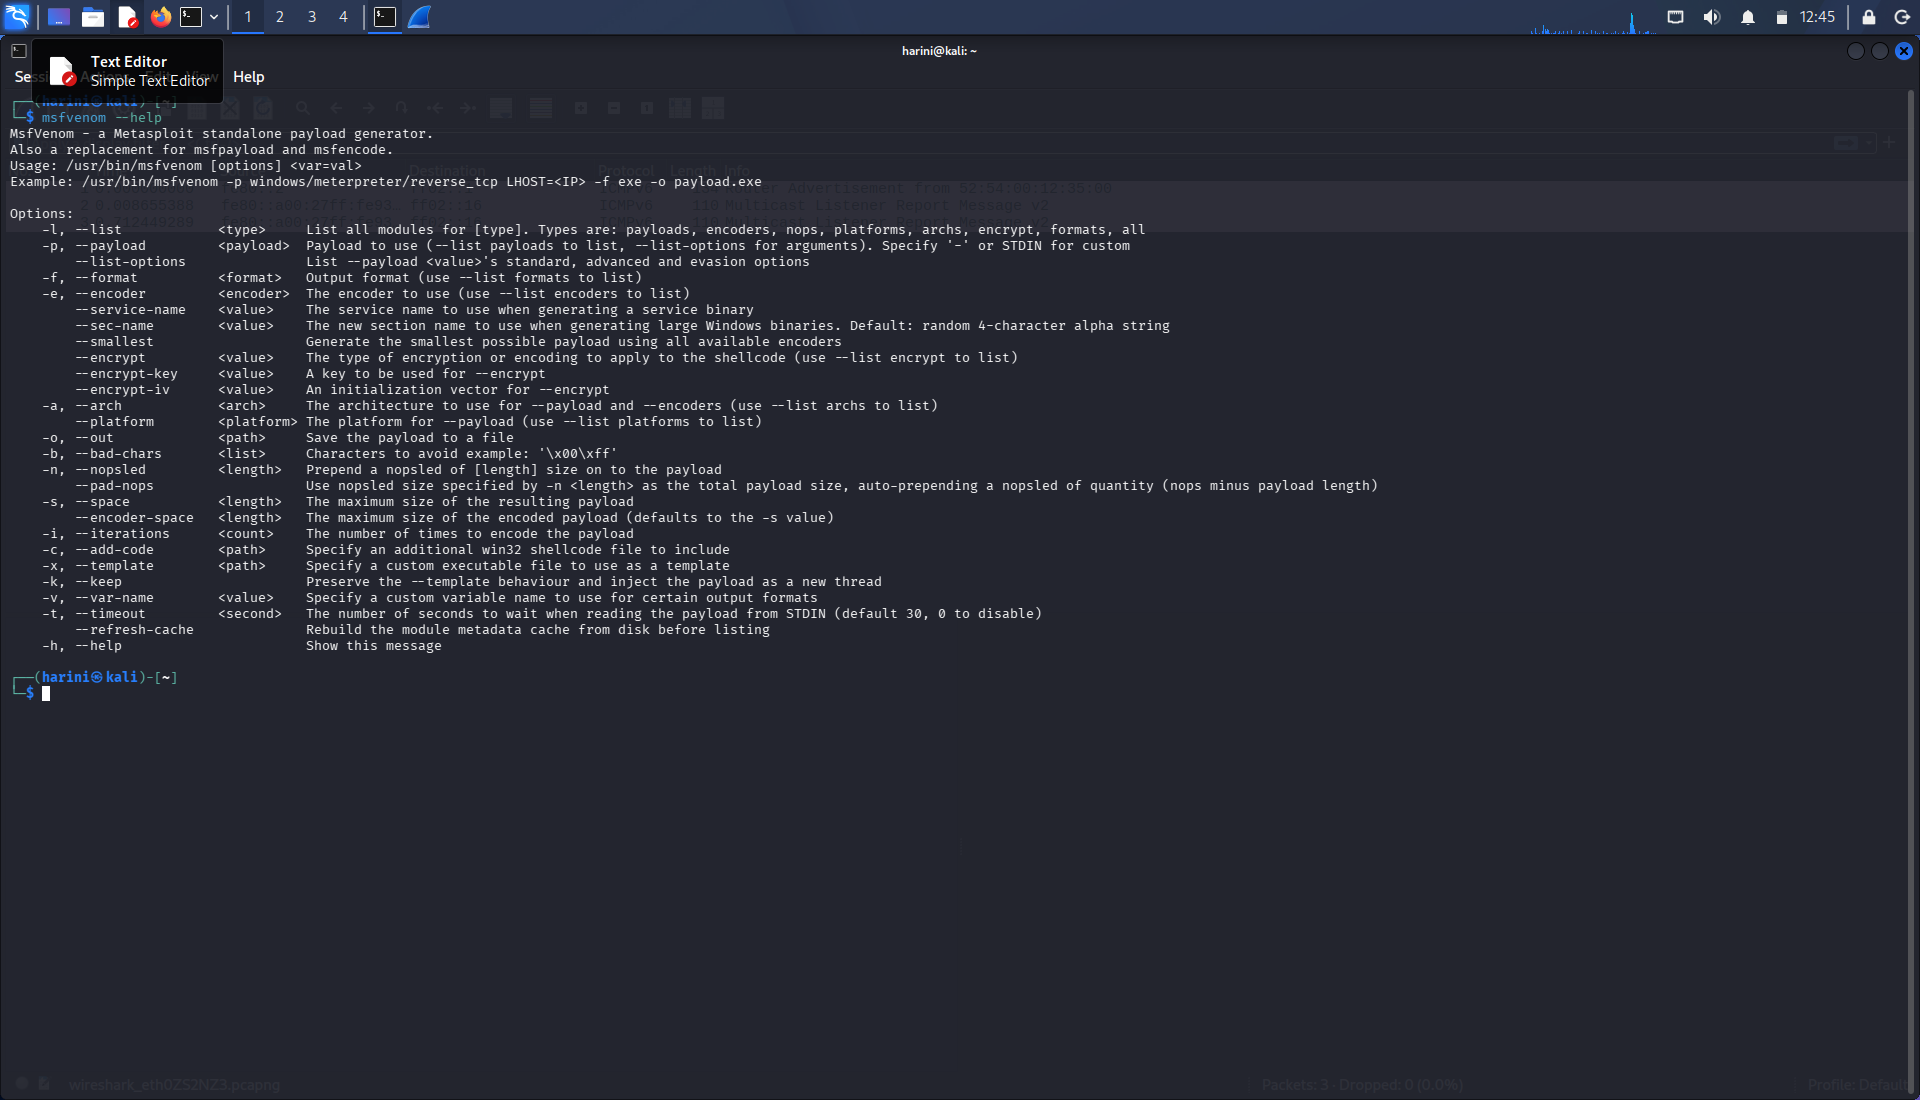 1 2 3 4 12:45
harini@kali: ~
Text Editor
Simple Text Editor
Help
(harini㉿kali)-[~]
$ msfvenom --help
MsfVenom - a Metasploit standalone payload generator.
Also a replacement for msfpayload and msfencode.
Usage: /usr/bin/msfvenom [options] <var=val>
Example: /usr/bin/msfvenom -p windows/meterpreter/reverse_tcp LHOST=<IP> -f exe -o payload.exe
Options:
-l, --list <type> List all modules for [type]. Types are: payloads, encoders, nops, platforms, archs, encrypt, formats, all
-p, --payload <payload> Payload to use (--list payloads to list, --list-options for arguments). Specify '-' or STDIN for custom
--list-options List --payload <value>'s standard, advanced and evasion options
-f, --format <format> Output format (use --list formats to list)
-e, --encoder <encoder> The encoder to use (use --list encoders to list)
--service-name <value> The service name to use when generating a service binary
--sec-name <value> The new section name to use when generating large Windows binaries. Default: random 4-character alpha string
--smallest Generate the smallest possible payload using all available encoders
--encrypt <value> The type of encryption or encoding to apply to the shellcode (use --list encrypt to list)
--encrypt-key <value> A key to be used for --encrypt
--encrypt-iv <value> An initialization vector for --encrypt
-a, --arch <arch> The architecture to use for --payload and --encoders (use --list archs to list)
--platform <platform> The platform for --payload (use --list platforms to list)
-o, --out <path> Save the payload to a file
-b, --bad-chars <list> Characters to avoid example: '\x00\xff'
-n, --nopsled <length> Prepend a nopsled of [length] size on to the payload
--pad-nops Use nopsled size specified by -n <length> as the total payload size, auto-prepending a nopsled of quantity (nops minus payload length)
-s, --space <length> The maximum size of the resulting payload
--encoder-space <length> The maximum size of the encoded payload (defaults to the -s value)
-i, --iterations <count> The number of times to encode the payload
-c, --add-code <path> Specify an additional win32 shellcode file to include
-x, --template <path> Specify a custom executable file to use as a template
-k, --keep Preserve the --template behaviour and inject the payload as a new thread
-v, --var-name <value> Specify a custom variable name to use for certain output formats
-t, --timeout <second> The number of seconds to wait when reading the payload from STDIN (default 30, 0 to disable)
--refresh-cache Rebuild the module metadata cache from disk before listing
-h, --help Show this message
(harini㉿kali)-[~]
$
wireshark_eth0ZS2NZ3.pcapng Packets: 3 · Dropped: 0 (0.0%) Profile: Default